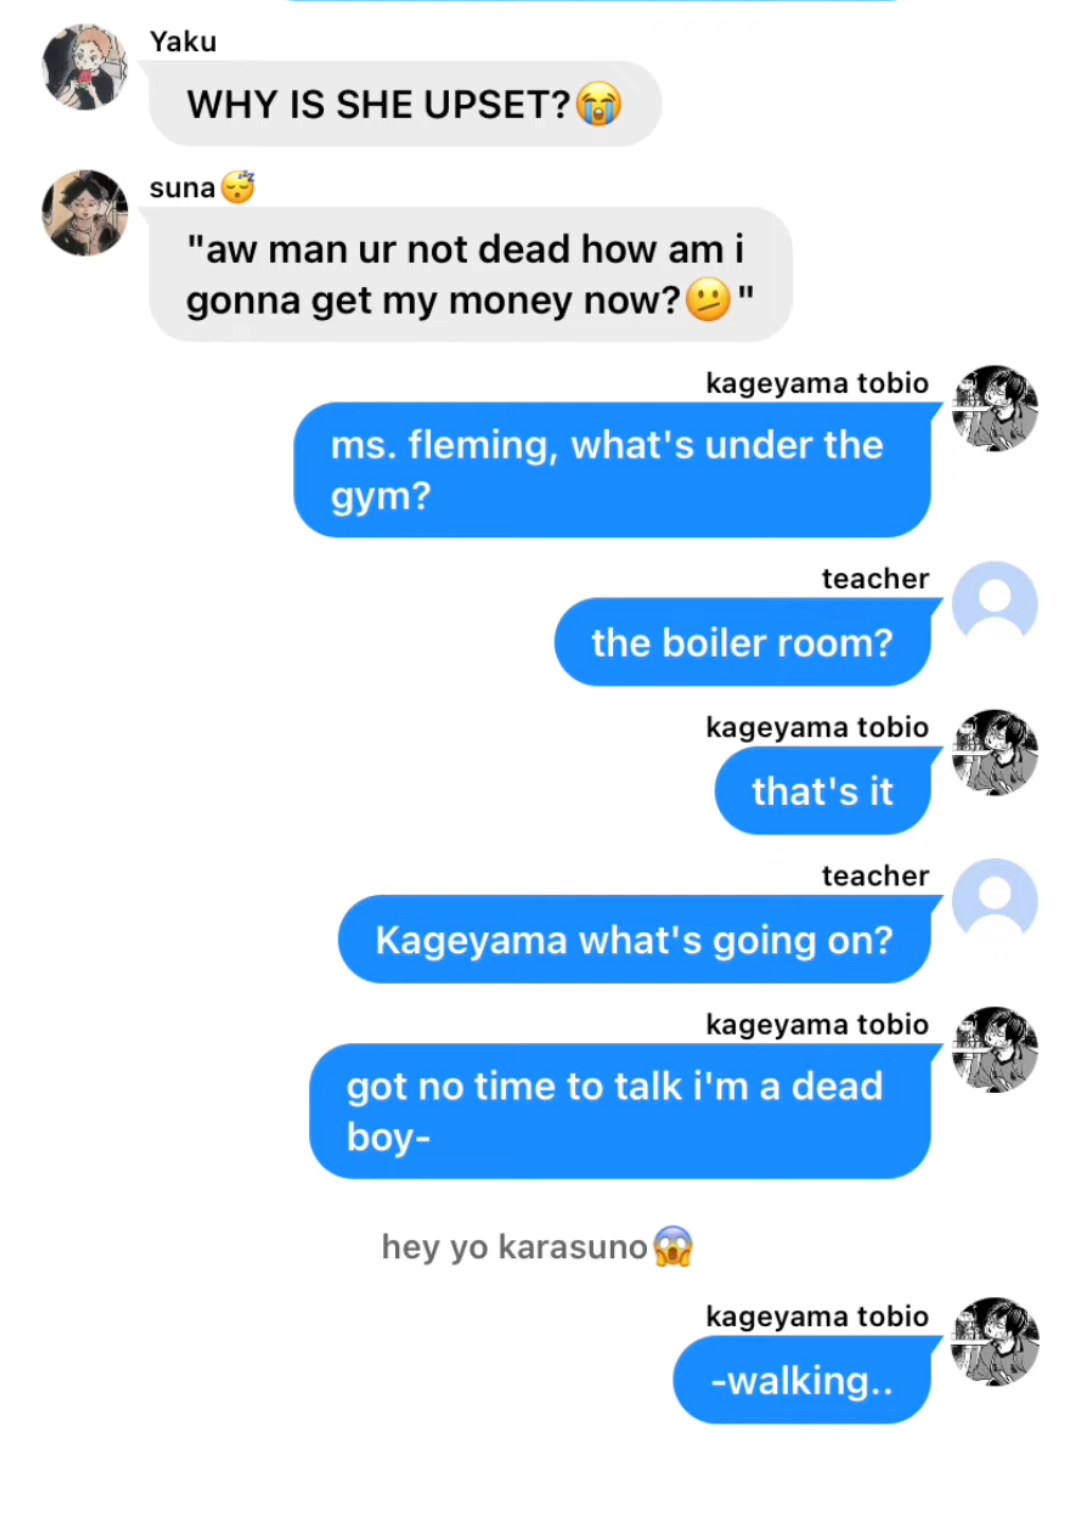 Yaku
WHY IS SHE UPSET?😭
suna😴
"aw man ur not dead how am i
gonna get my money now?🫤"
kageyama tobio
ms. fleming, what's under the
gym?
teacher
the boiler room?
kageyama tobio
that's it
teacher
Kageyama what's going on?
kageyama tobio
got no time to talk i'm a dead
boy-
hey yo karasuno😱
kageyama tobio
-walking..